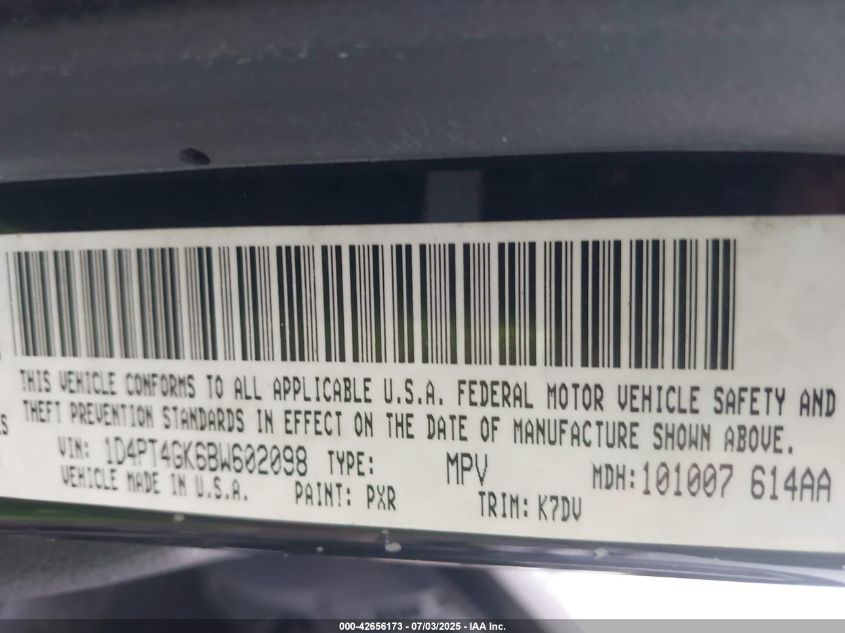 THIS VEHICLE CONFORMS TO ALL APPLICABLE U.S.A. FEDERAL MOTOR VEHICLE SAFETY AND
THEFT PREVENTION STANDARDS IN EFFECT ON THE DATE OF MANUFACTURE SHOWN ABOVE.
VIN: 1D4PT4GK6BW602098 TYPE: MPV MDH: 101007 614AA
VEHICLE MADE IN U.S.A. PAINT: PXR TRIM: K7DV
000-42656173 - 07/03/2025 - IAA Inc.